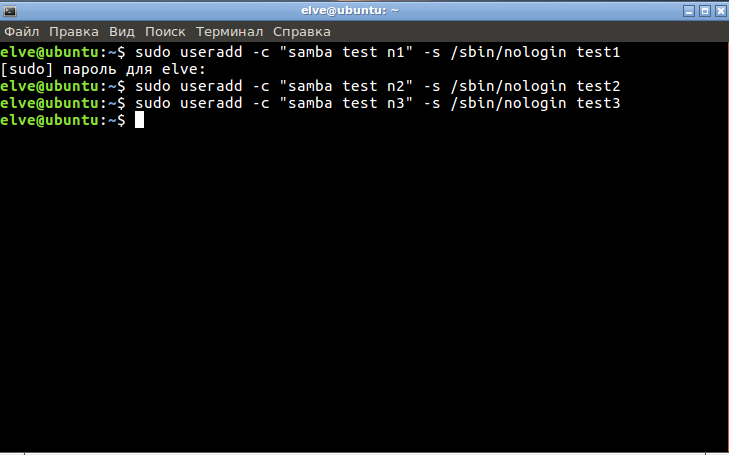 elve@ubuntu: ~
Файл Правка Вид Поиск Терминал Справка
elve@ubuntu:~$ sudo useradd -c "samba test n1" -s /sbin/nologin test1
[sudo] пароль для elve:
elve@ubuntu:~$ sudo useradd -c "samba test n2" -s /sbin/nologin test2
elve@ubuntu:~$ sudo useradd -c "samba test n3" -s /sbin/nologin test3
elve@ubuntu:~$